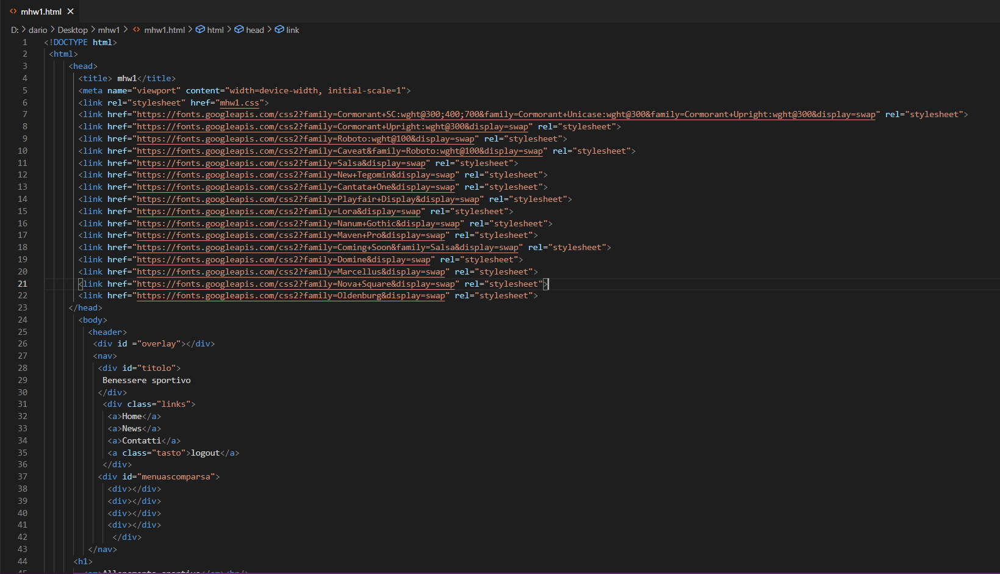 mhw1.html
D: > dario > Desktop > mhw1 > mhw1.html > html > head > link
1 <!DOCTYPE html>
2 <html>
3 <head>
4 <title> mhw1</title>
5 <meta name="viewport" content="width=device-width, initial-scale=1">
6 <link rel="stylesheet" href="mhw1.css">
7 <link href="https://fonts.googleapis.com/css2?family=Cormorant+SC:wght@300;400;700&family=Cormorant+Unicase:wght@300&family=Cormorant+Upright:wght@300&display=swap" rel="stylesheet">
8 <link href="https://fonts.googleapis.com/css2?family=Cormorant+Upright:wght@300&display=swap" rel="stylesheet">
9 <link href="https://fonts.googleapis.com/css2?family=Roboto:wght@100&display=swap" rel="stylesheet">
10 <link href="https://fonts.googleapis.com/css2?family=Caveat&family=Roboto:wght@100&display=swap" rel="stylesheet">
11 <link href="https://fonts.googleapis.com/css2?family=Salsa&display=swap" rel="stylesheet">
12 <link href="https://fonts.googleapis.com/css2?family=New+Tegomin&display=swap" rel="stylesheet">
13 <link href="https://fonts.googleapis.com/css2?family=Cantata+One&display=swap" rel="stylesheet">
14 <link href="https://fonts.googleapis.com/css2?family=Playfair+Display&display=swap" rel="stylesheet">
15 <link href="https://fonts.googleapis.com/css2?family=Lora&display=swap" rel="stylesheet">
16 <link href="https://fonts.googleapis.com/css2?family=Nanum+Gothic&display=swap" rel="stylesheet">
17 <link href="https://fonts.googleapis.com/css2?family=Maven+Pro&display=swap" rel="stylesheet">
18 <link href="https://fonts.googleapis.com/css2?family=Coming+Soon&family=Salsa&display=swap" rel="stylesheet">
19 <link href="https://fonts.googleapis.com/css2?family=Domine&display=swap" rel="stylesheet">
20 <link href="https://fonts.googleapis.com/css2?family=Marcellus&display=swap" rel="stylesheet">
21 <link href="https://fonts.googleapis.com/css2?family=Nova+Square&display=swap" rel="stylesheet">
22 <link href="https://fonts.googleapis.com/css2?family=Oldenburg&display=swap" rel="stylesheet">
23 </head>
24 <body>
25 <header>
26 <div id ="overlay"></div>
27 <nav>
28 <div id="titolo">
29 Benessere sportivo
30 </div>
31 <div class="links">
32 <a>Home</a>
33 <a>News</a>
34 <a>Contatti</a>
35 <a class="tasto">logout</a>
36 </div>
37 <div id="menuascomparsa">
38 <div></div>
39 <div></div>
40 <div></div>
41 <div></div>
42 </div>
43 </nav>
44 <h1>